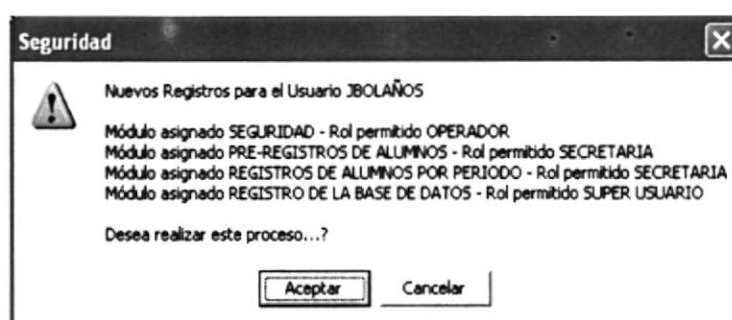 Seguridad
Nuevos Registros para el Usuario JBOLAÑOS
Módulo asignado SEGURIDAD - Rol permitido OPERADOR
Módulo asignado PRE-REGISTROS DE ALUMNOS - Rol permitido SECRETARIA
Módulo asignado REGISTROS DE ALUMNOS POR PERIODO - Rol permitido SECRETARIA
Módulo asignado REGISTRO DE LA BASE DE DATOS - Rol permitido SUPER USUARIO
Desea realizar este proceso...?
Aceptar Cancelar